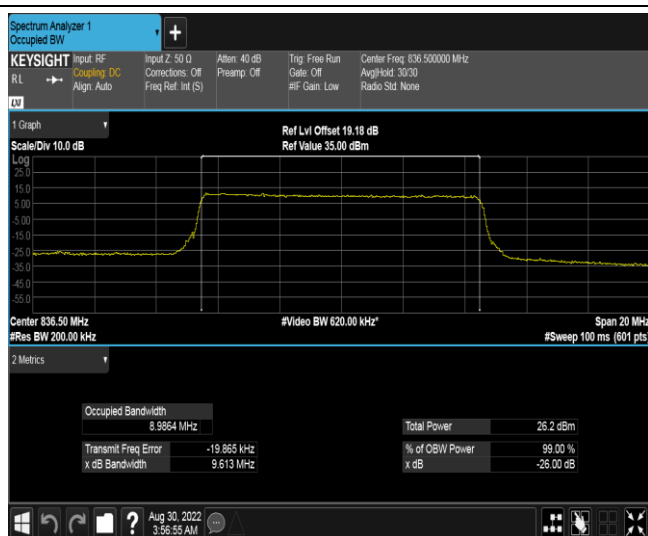 Spectrum Analyzer 1
Occupied BW
+
KEYSIGHT
RL
LXI
Input: RF
Coupling: DC
Align: Auto
Input Z: 50 Ω
Corrections: Off
Freq Ref: Int (S)
Atten: 40 dB
Preamp: Off
Trig: Free Run
Gate: Off
#IF Gain: Low
Center Freq: 836.500000 MHz
Avg|Hold: 30/30
Radio Std: None
1 Graph
Scale/Div 10.0 dB
Ref Lvl Offset 19.18 dB
Ref Value 35.00 dBm
Log
25.0
15.0
5.00
-5.00
-15.0
-25.0
-35.0
-45.0
-55.0
Center 836.50 MHz
#Res BW 200.00 kHz
#Video BW 620.00 kHz*
Span 20 MHz
#Sweep 100 ms (601 pts)
2 Metrics
Occupied Bandwidth
8.9864 MHz
Transmit Freq Error -19.865 kHz
x dB Bandwidth 9.613 MHz
Total Power 26.2 dBm
% of OBW Power 99.00 %
x dB -26.00 dB
?
Aug 30, 2022
3:56:55 AM